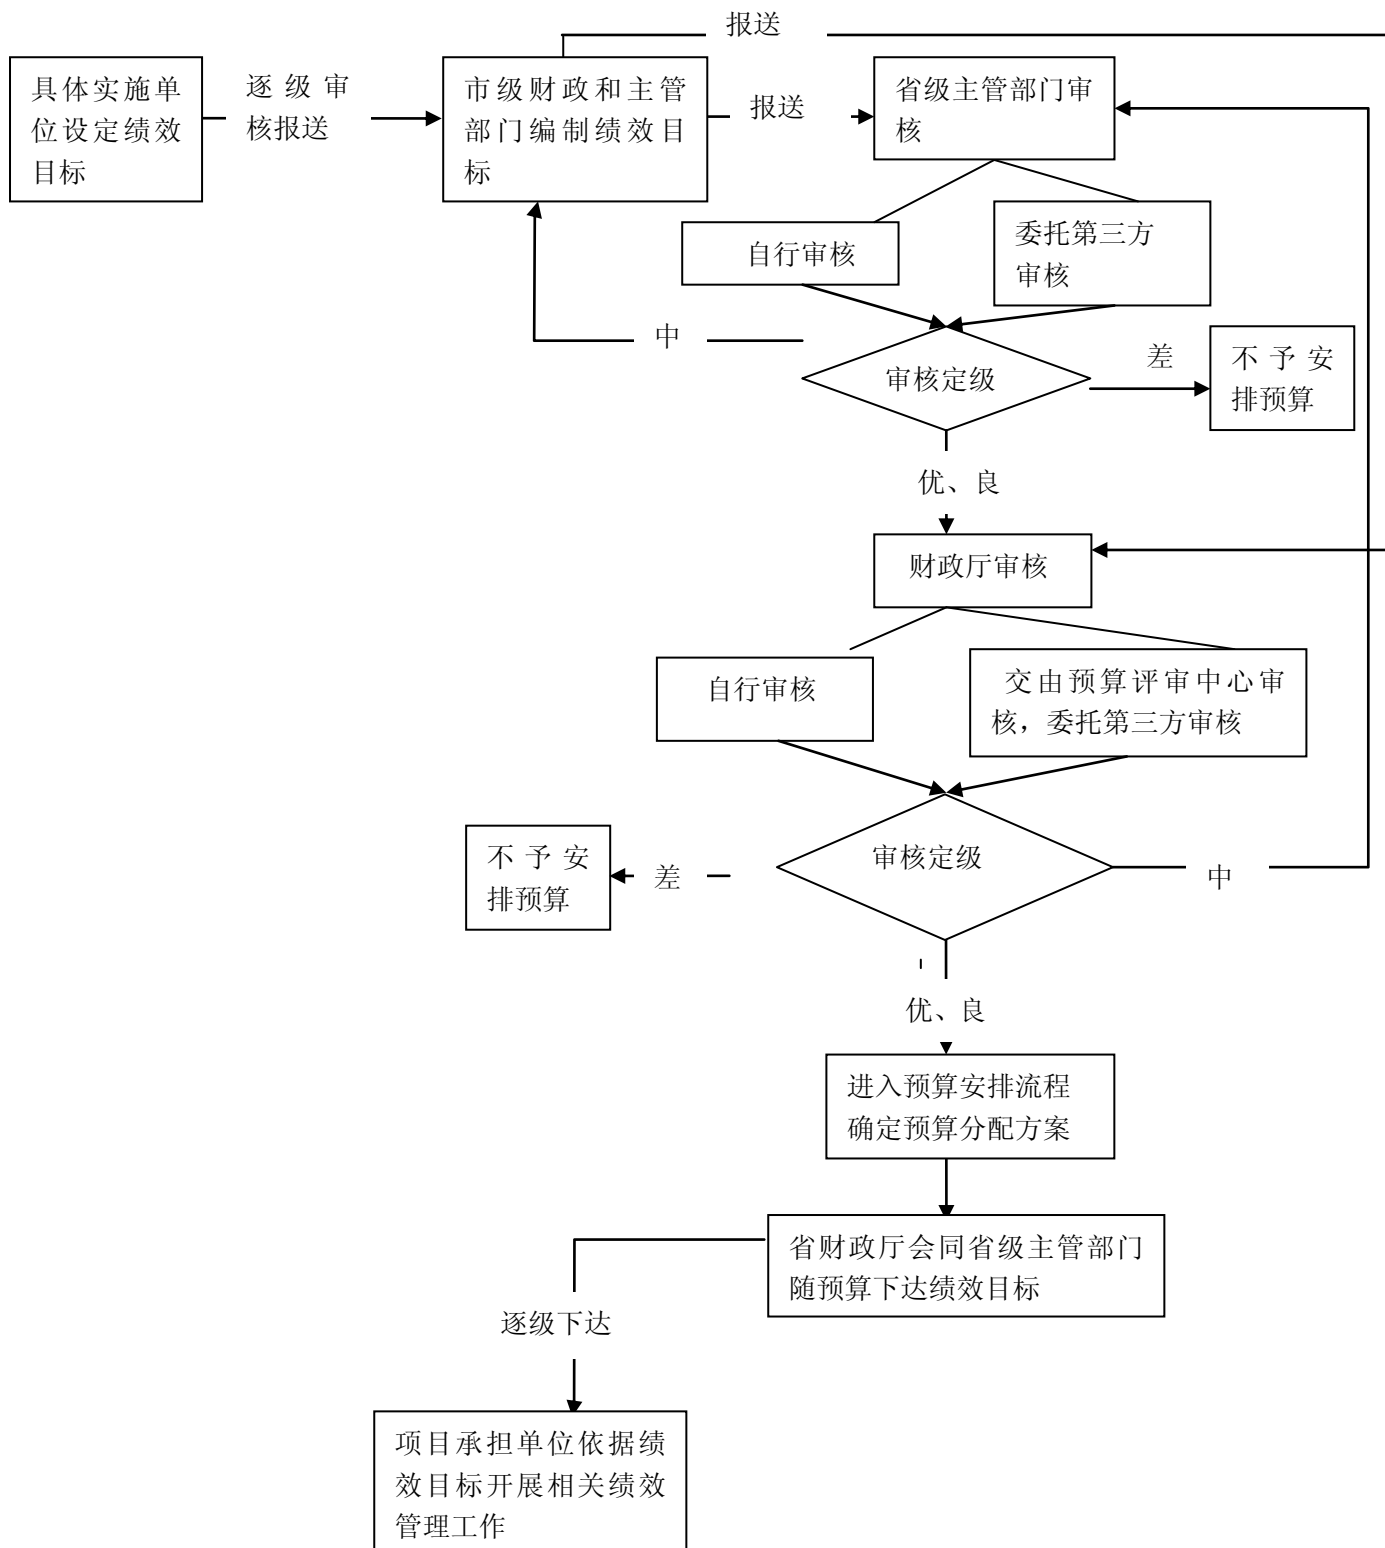 报送
具体实施单
位设定绩效
目标
逐级审
核报送
市级财政和主管
部门编制绩效目
标
报送
省级主管部门审
核
自行审核
委托第三方
审核
中
审核定级
差
不予安
排预算
优、良
财政厅审核
自行审核
交由预算评审中心审
核，委托第三方审核
不予安
排预算
差
审核定级
中
优、良
进入预算安排流程
确定预算分配方案
省财政厅会同省级主管部门
随预算下达绩效目标
逐级下达
项目承担单位依据绩
效目标开展相关绩效
管理工作